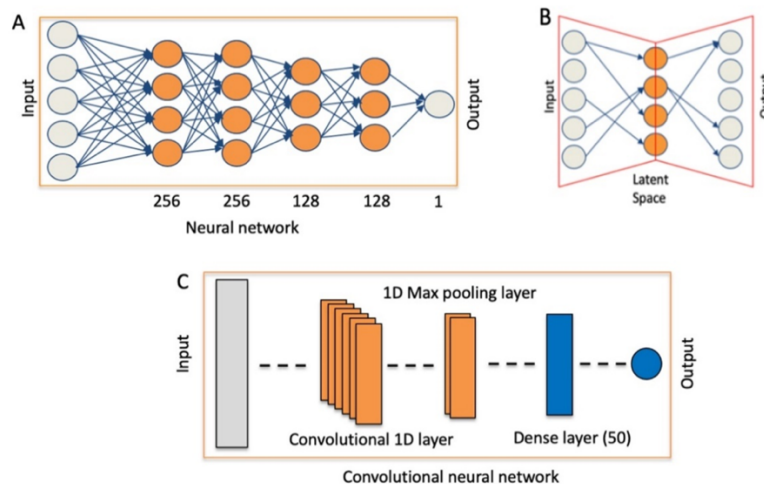 A
Input
Output
256 256 128 128 1
Neural network
B
Input
Output
Latent
Space
C
1D Max pooling layer
Input
Output
Convolutional 1D layer
Dense layer (50)
Convolutional neural network